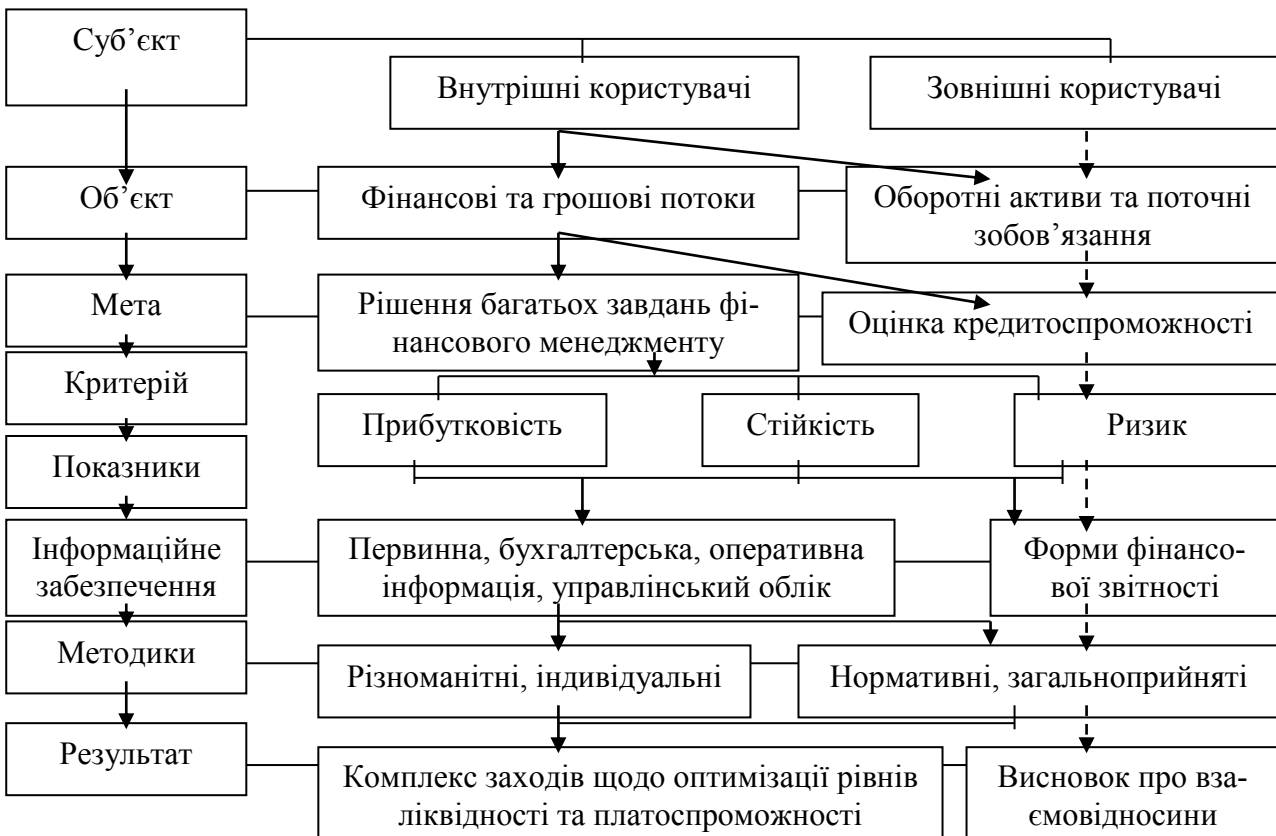 Суб’єкт
Внутрішні користувачі
Зовнішні користувачі
Об’єкт
Фінансові та грошові потоки
Оборотні активи та поточні
зобов’язання
Мета
Рішення багатьох завдань фі-
нансового менеджменту
Оцінка кредитоспроможності
Критерій
Прибутковість
Стійкість
Ризик
Показники
Інформаційне
забезпечення
Первинна, бухгалтерська, оперативна
інформація, управлінський облік
Форми фінансо-
вої звітності
Методики
Різноманітні, індивідуальні
Нормативні, загальноприйняті
Результат
Комплекс заходів щодо оптимізації рівнів
ліквідності та платоспроможності
Висновок про вза-
ємовідносини